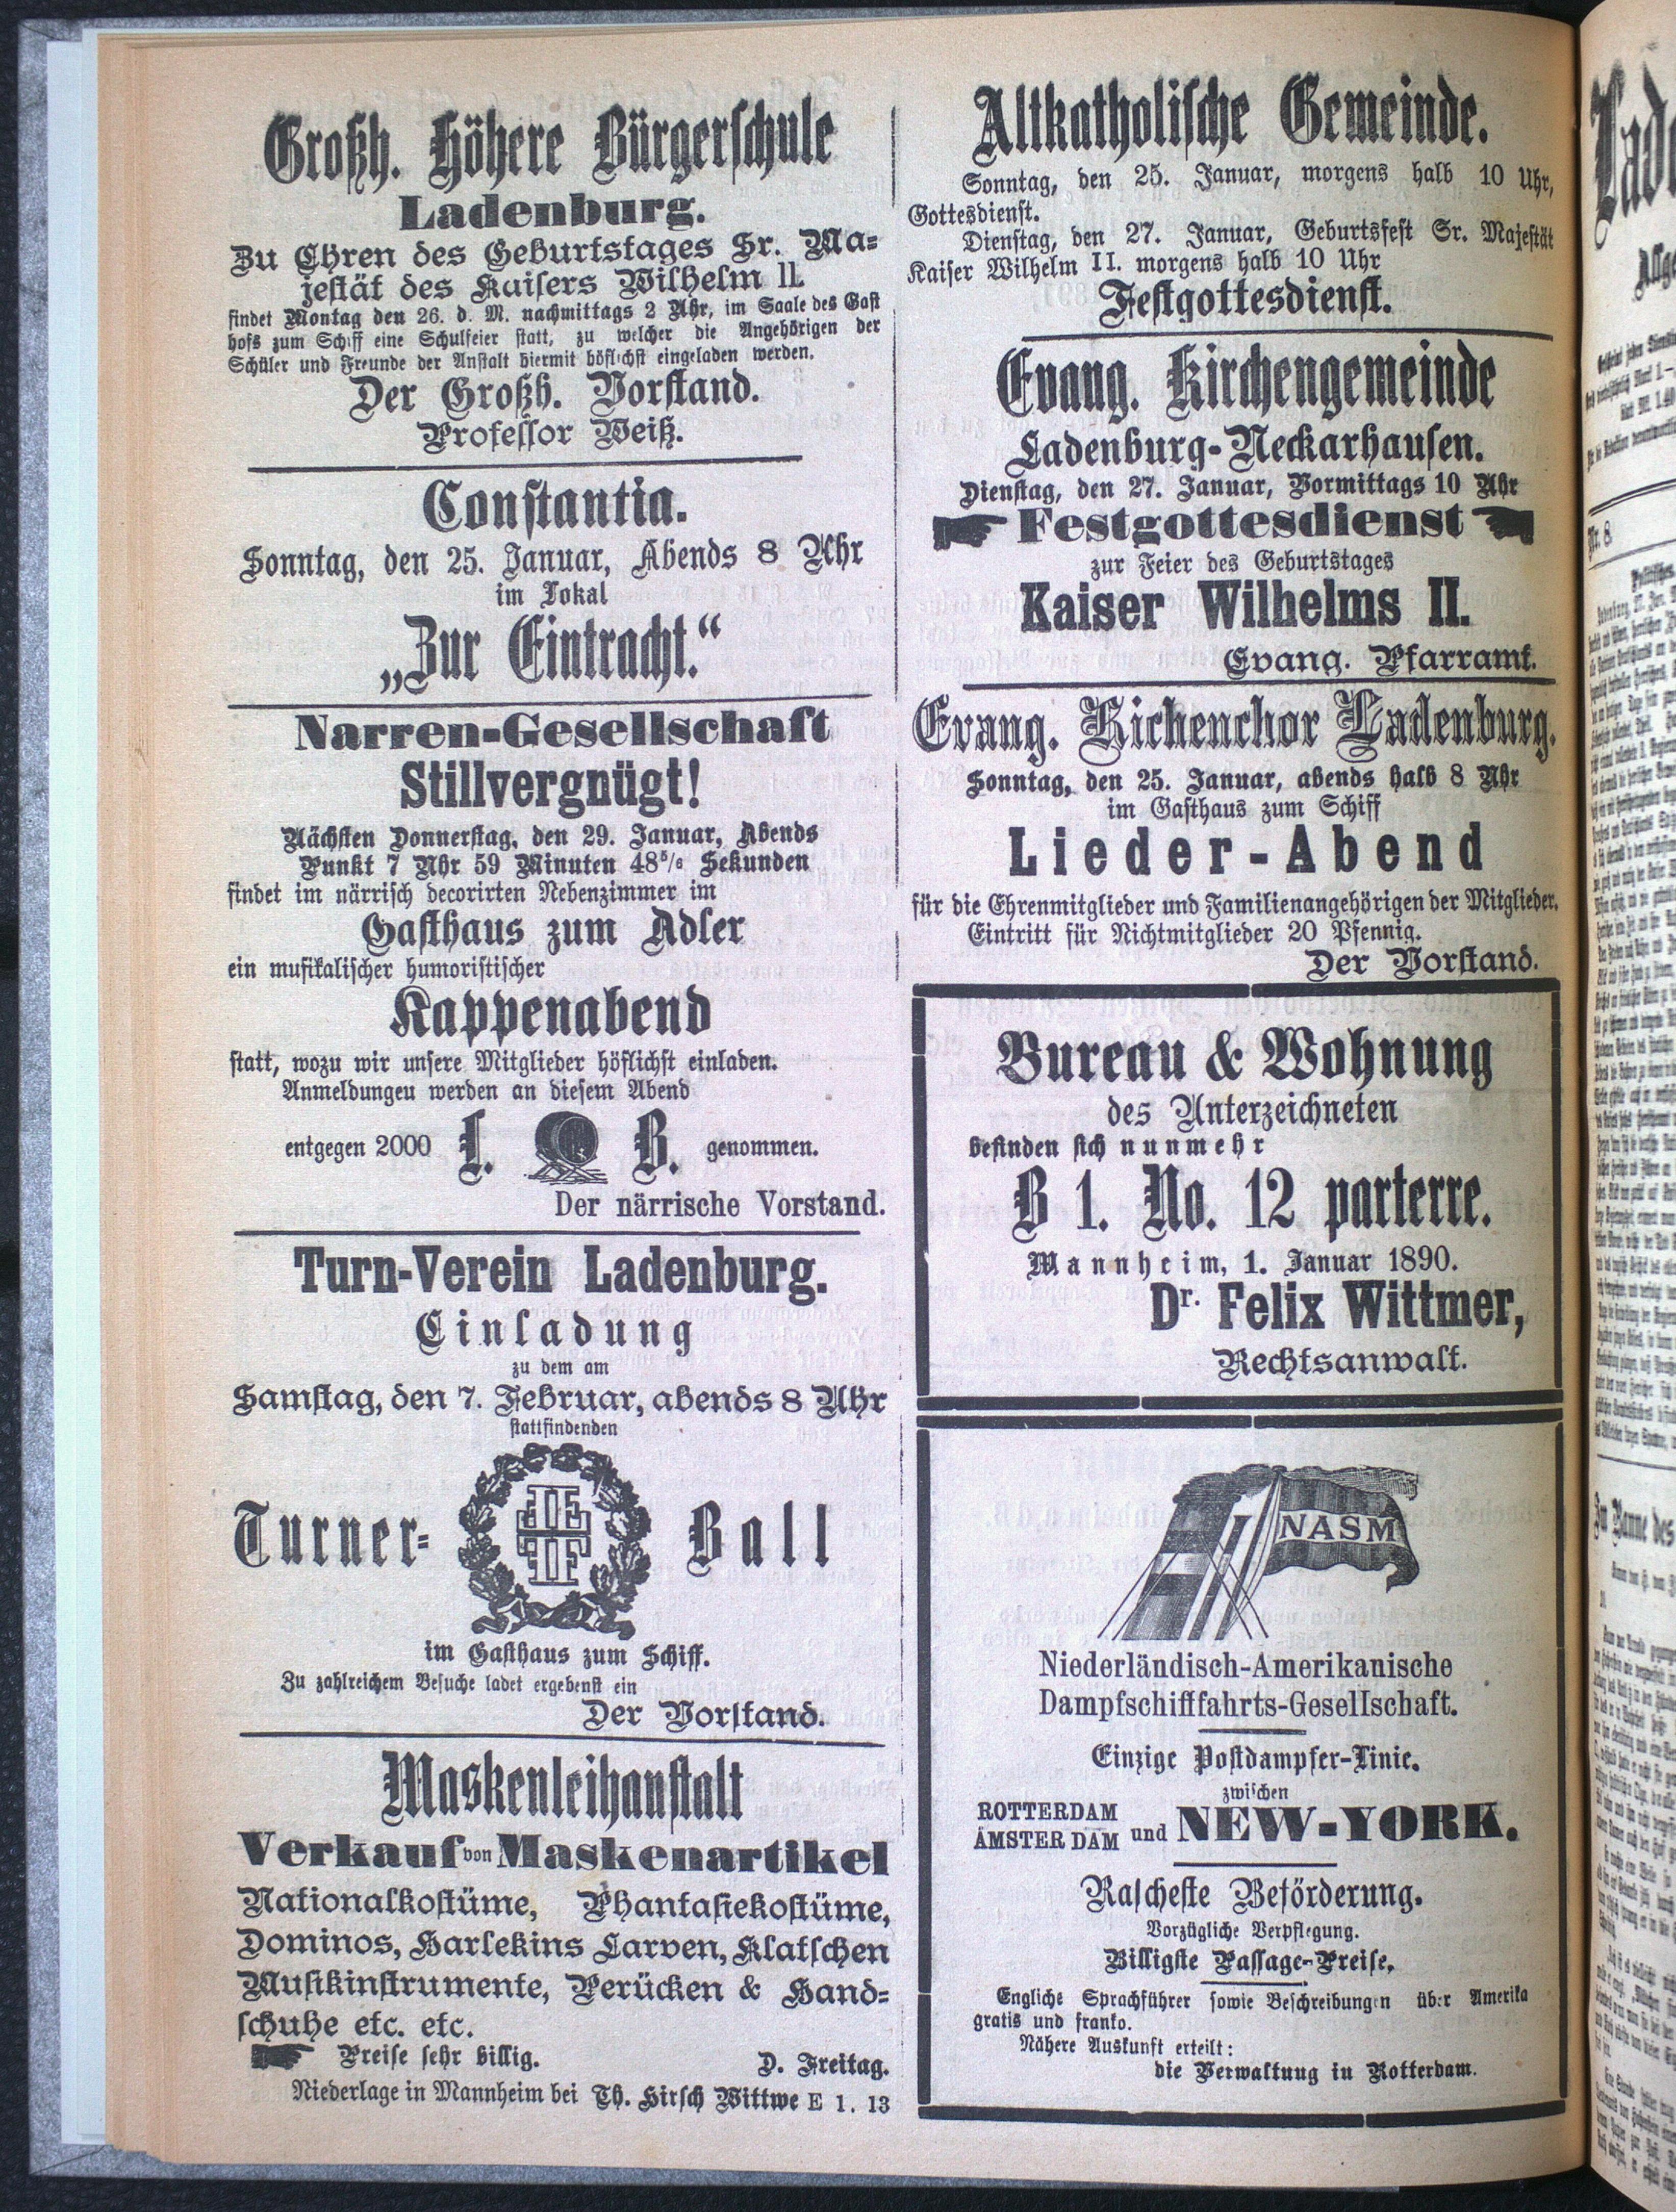 Großh. Höhere Bürgerschule
Ladenburg.
Zu Ehren des Geburtstages Sr. Ma=
jestät des Kaisers Wilhelm II.
findet Montag den 26. d. M. nachmittags 2 Uhr, im Saale des Gast
hofs zum Schiff eine Schulfeier statt, zu welcher die Angehörigen der
Schüler und Freunde der Anstalt hiermit höflichst eingeladen werden.
Der Großh. Vorstand.
Professor Weiß.
Constantia.
Sonntag, den 25. Januar, Abends 8 Uhr
im Lokal
„Zur Eintracht.“
Narren-Gesellschaft
Stillvergnügt!
Nächsten Donnerstag, den 29. Januar, Abends
Punkt 7 Uhr 59 Minuten 48⁵/₆ Sekunden
findet im närrisch decorirten Nebenzimmer im
Gasthaus zum Adler
ein musikalischer humoristischer
Kappenabend
statt, wozu wir unsere Mitglieder höflichst einladen.
Anmeldungeu werden an diesem Abend
entgegen 2000 L. B. genommen.
Der närrische Vorstand.
Turn-Verein Ladenburg.
Einladung
zu dem am
Samstag, den 7. Februar, abends 8 Uhr
stattfindenden
Turner= Ball
im Gasthaus zum Schiff.
Zu zahlreichem Besuche ladet ergebenst ein
Der Vorstand.
Maskenleihanstalt
Verkauf von Maskenartikel
Nationalkostüme, Phantasiekostüme,
Dominos, Harlekins Larven, Klatschen
Musikinstrumente, Perücken & Hand=
schuhe etc. etc.
Preise sehr billig. D. Freitag.
Niederlage in Mannheim bei Th. Hirsch Wittwe E 1. 13
Altkatholische Gemeinde.
Sonntag, den 25. Januar, morgens halb 10 Uhr,
Gottesdienst.
Dienstag, den 27. Januar, Geburtsfest Sr. Majestät
Kaiser Wilhelm II. morgens halb 10 Uhr
Festgottesdienst.
Evang. Kirchengemeinde
Ladenburg-Neckarhausen.
Dienstag, den 27. Januar, Vormittags 10 Uhr
Festgottesdienst
zur Feier des Geburtstages
Kaiser Wilhelms II.
Evang. Pfarramt.
Evang. Kichenchor Ladenburg.
Sonntag, den 25. Januar, abends halb 8 Uhr
im Gasthaus zum Schiff
Lieder-Abend
für die Ehrenmitglieder und Familienangehörigen der Mitglieder.
Eintritt für Nichtmitglieder 20 Pfennig.
Der Vorstand.
Bureau & Wohnung
des Unterzeichneten
befinden sich nunmehr
B 1. No. 12 parterre.
Mannheim, 1. Januar 1890.
Dr. Felix Wittmer,
Rechtsanwalt.
NASM
Niederländisch-Amerikanische
Dampfschifffahrts-Gesellschaft.
Einzige Postdampfer-Linie.
zwischen
ROTTERDAM
AMSTERDAM und NEW-YORK.
Rascheste Beförderung.
Vorzügliche Verpflegung.
Billigste Passage-Preise.
Engliche Sprachführer sowie Beschreibungen über Amerika
gratis und franko.
Nähere Auskunft erteilt:
die Verwaltung in Rotterdam.
Nr. 8